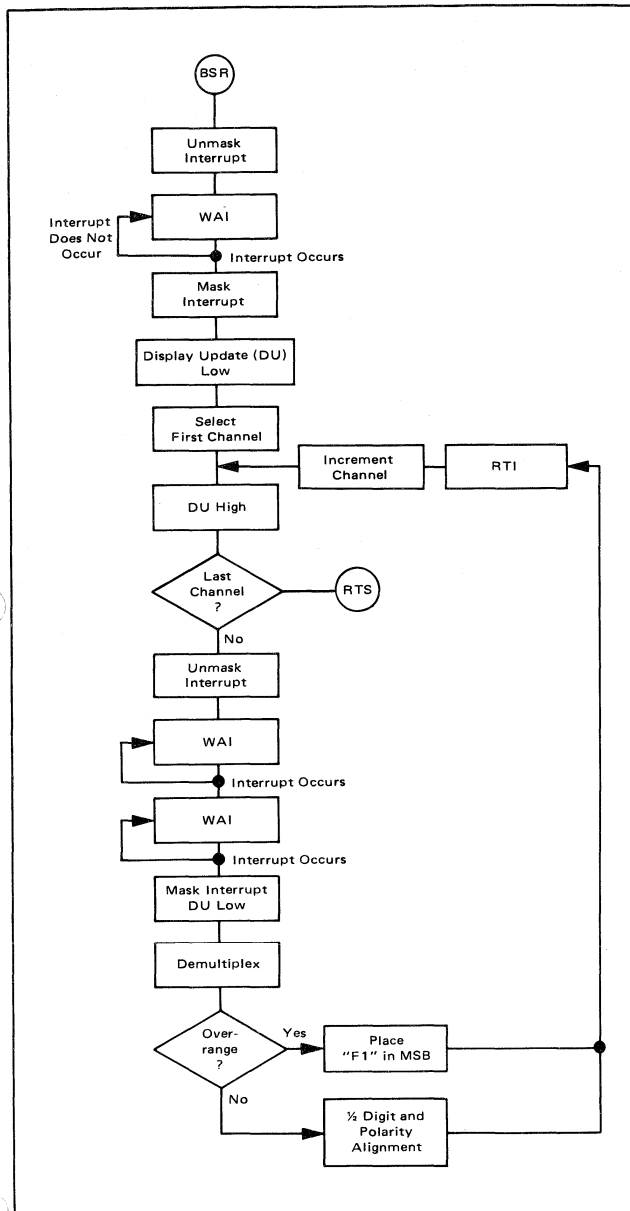 BSR
Unmask
Interrupt
WAI
Interrupt
Does Not
Occur
Interrupt Occurs
Mask
Interrupt
Display Update (DU)
Low
Select
First Channel
Increment
Channel
RTI
DU High
Last
Channel
?
RTS
No
Unmask
Interrupt
WAI
Interrupt Occurs
WAI
Interrupt Occurs
Mask Interrupt
DU Low
Demultiplex
Over-
range
?
Yes
Place
"F1" in MSB
No
½ Digit and
Polarity
Alignment